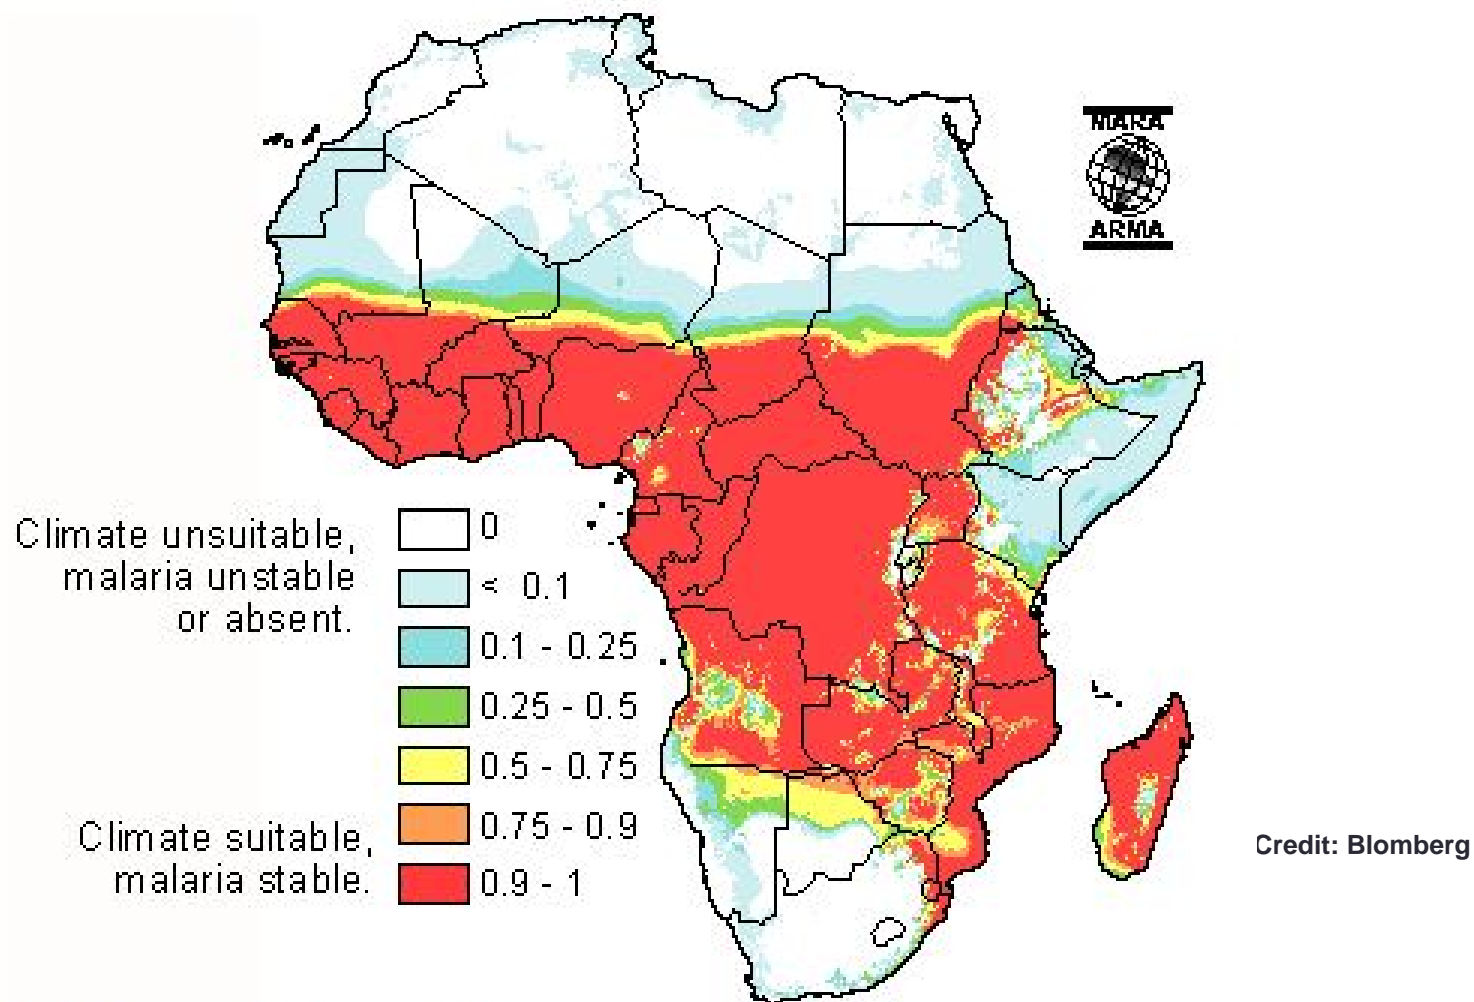 MARA
ARMA
Climate unsuitable,
malaria unstable
or absent.
0
< 0.1
0.1 - 0.25
0.25 - 0.5
0.5 - 0.75
0.75 - 0.9
0.9 - 1
Climate suitable,
malaria stable.
Credit: Blomberg